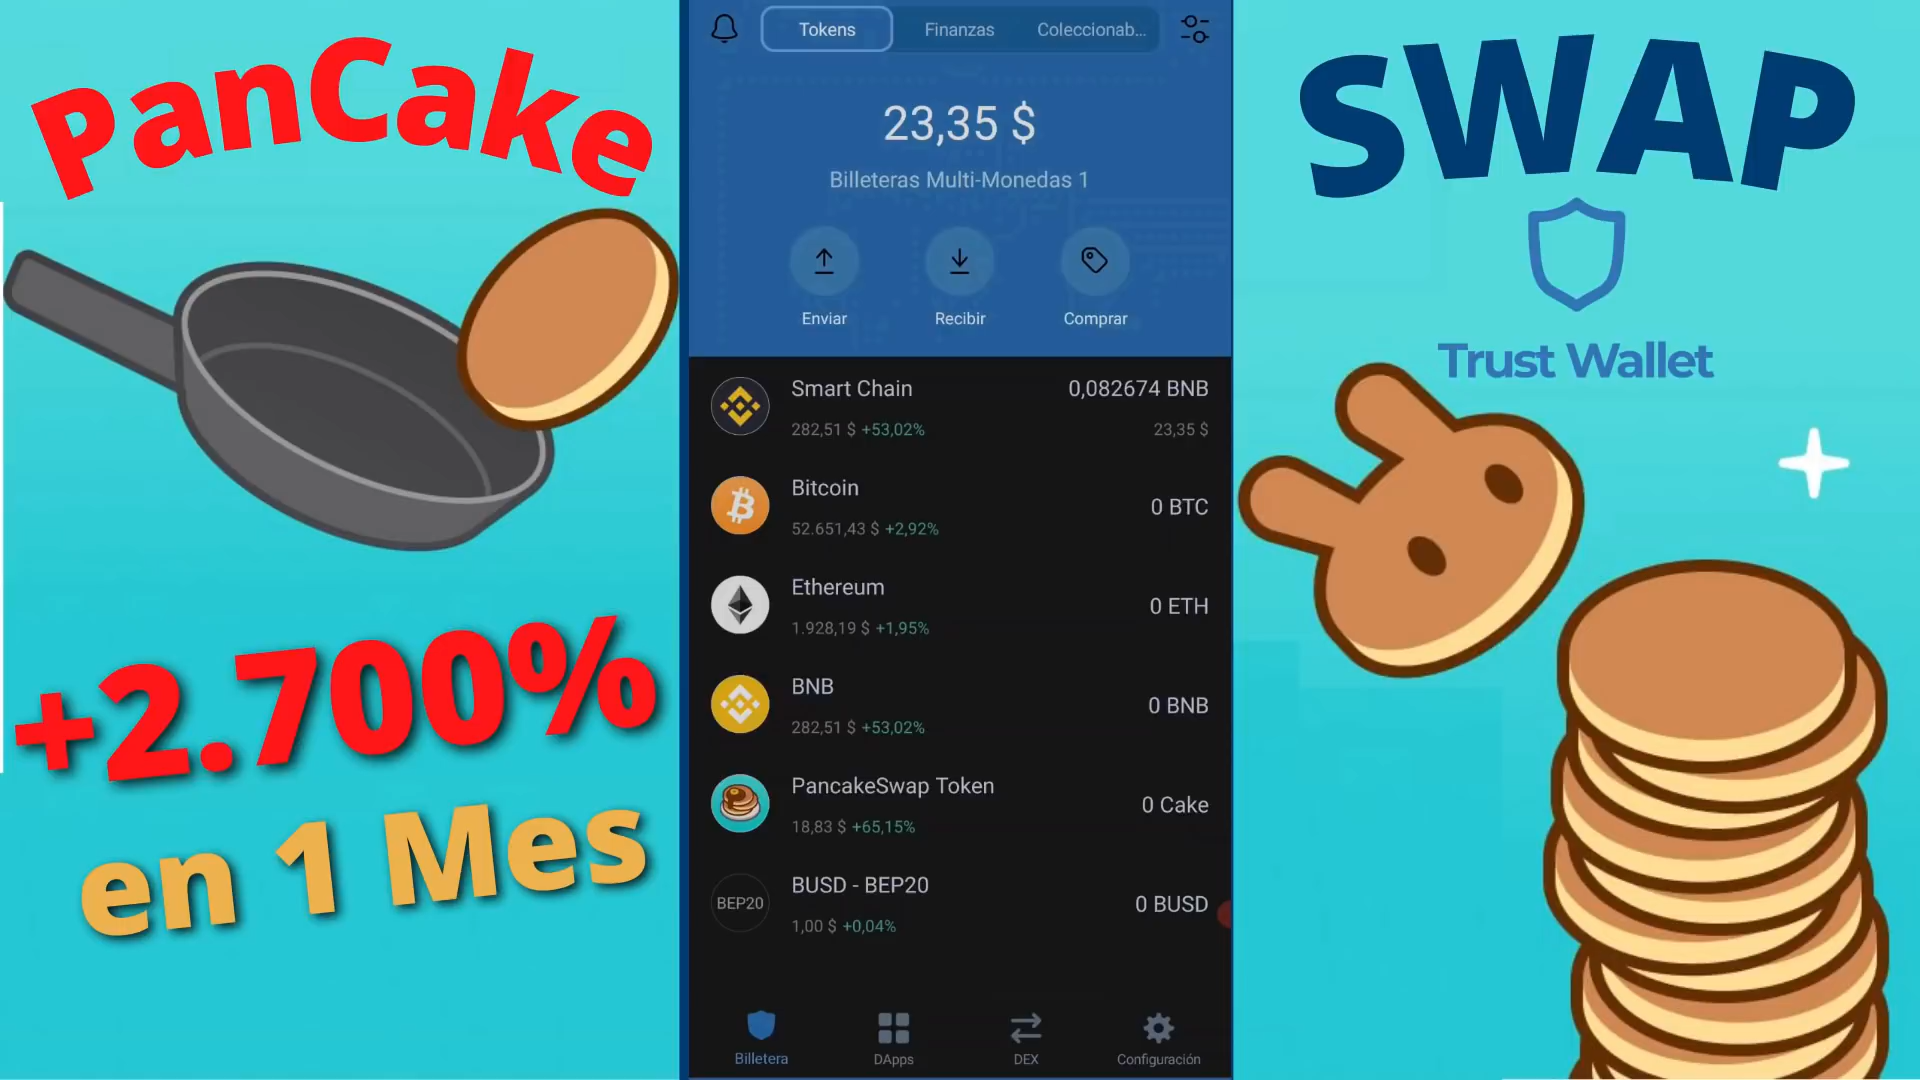 PanCake
SWAP
Trust Wallet
+2.700%
en 1 Mes
Tokens
Finanzas
Coleccionab...
23,35 $
Billeteras Multi-Monedas 1
Enviar
Recibir
Comprar
Smart Chain
0,082674 BNB
282,51 $ +53,02%
23,35 $
Bitcoin
0 BTC
52.651,43 $ +2,92%
Ethereum
0 ETH
1.928,19 $ +1,95%
BNB
0 BNB
282,51 $ +53,02%
PancakeSwap Token
0 Cake
18,83 $ +65,15%
BEP20
BUSD - BEP20
0 BUSD
1,00 $ +0,04%
Billetera
DApps
DEX
Configuración